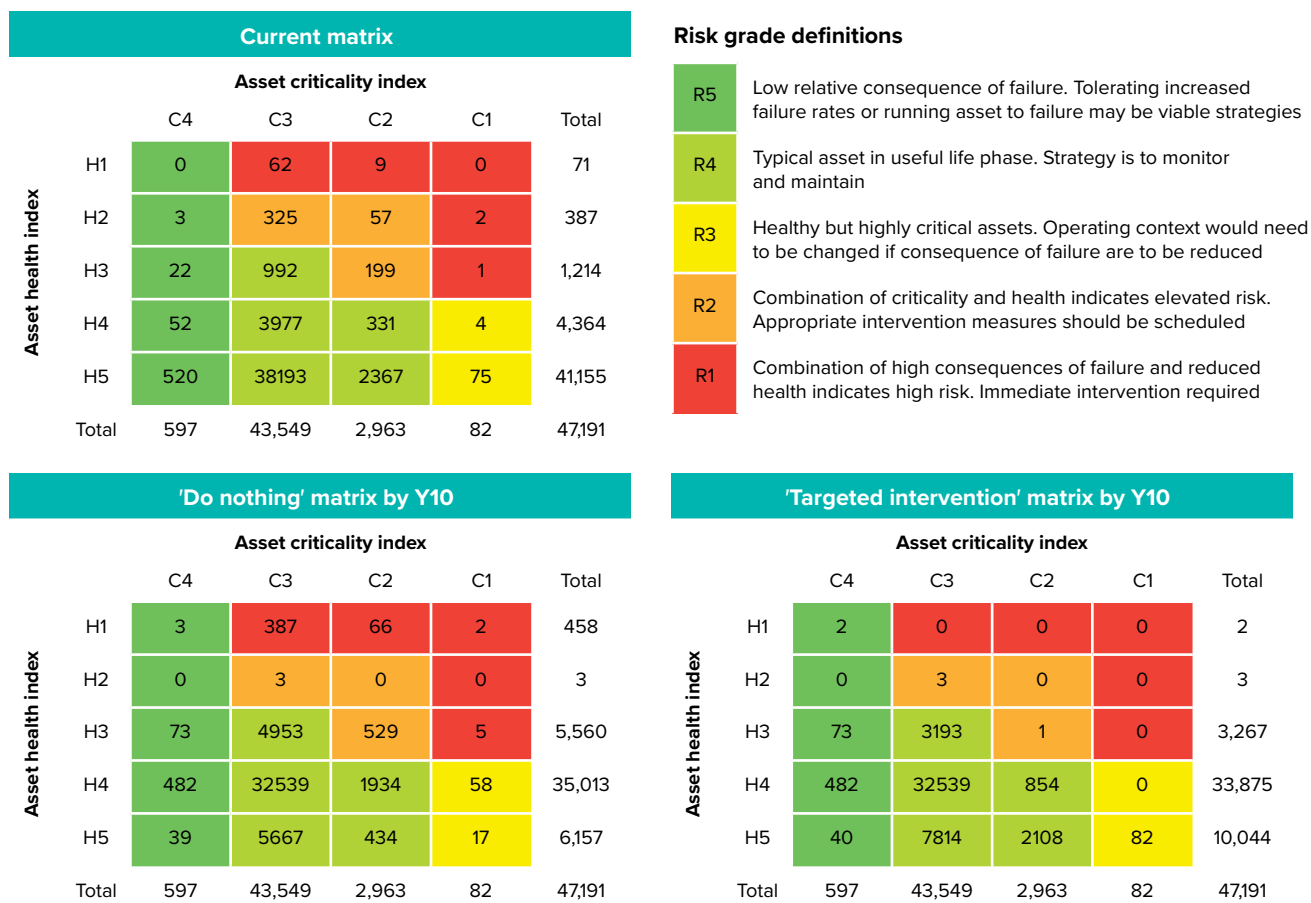 Current matrix
Asset criticality index
C4 C3 C2 C1 Total
Asset health index
H1 0 62 9 0 71
H2 3 325 57 2 387
H3 22 992 199 1 1,214
H4 52 3977 331 4 4,364
H5 520 38193 2367 75 41,155
Total 597 43,549 2,963 82 47,191
Risk grade definitions
R5 Low relative consequence of failure. Tolerating increased
failure rates or running asset to failure may be viable strategies
R4 Typical asset in useful life phase. Strategy is to monitor
and maintain
R3 Healthy but highly critical assets. Operating context would need
to be changed if consequence of failure are to be reduced
R2 Combination of criticality and health indicates elevated risk.
Appropriate intervention measures should be scheduled
R1 Combination of high consequences of failure and reduced
health indicates high risk. Immediate intervention required
'Do nothing' matrix by Y10
Asset criticality index
C4 C3 C2 C1 Total
Asset health index
H1 3 387 66 2 458
H2 0 3 0 0 3
H3 73 4953 529 5 5,560
H4 482 32539 1934 58 35,013
H5 39 5667 434 17 6,157
Total 597 43,549 2,963 82 47,191
'Targeted intervention' matrix by Y10
Asset criticality index
C4 C3 C2 C1 Total
Asset health index
H1 2 0 0 0 2
H2 0 3 0 0 3
H3 73 3193 1 0 3,267
H4 482 32539 854 0 33,875
H5 40 7814 2108 82 10,044
Total 597 43,549 2,963 82 47,191